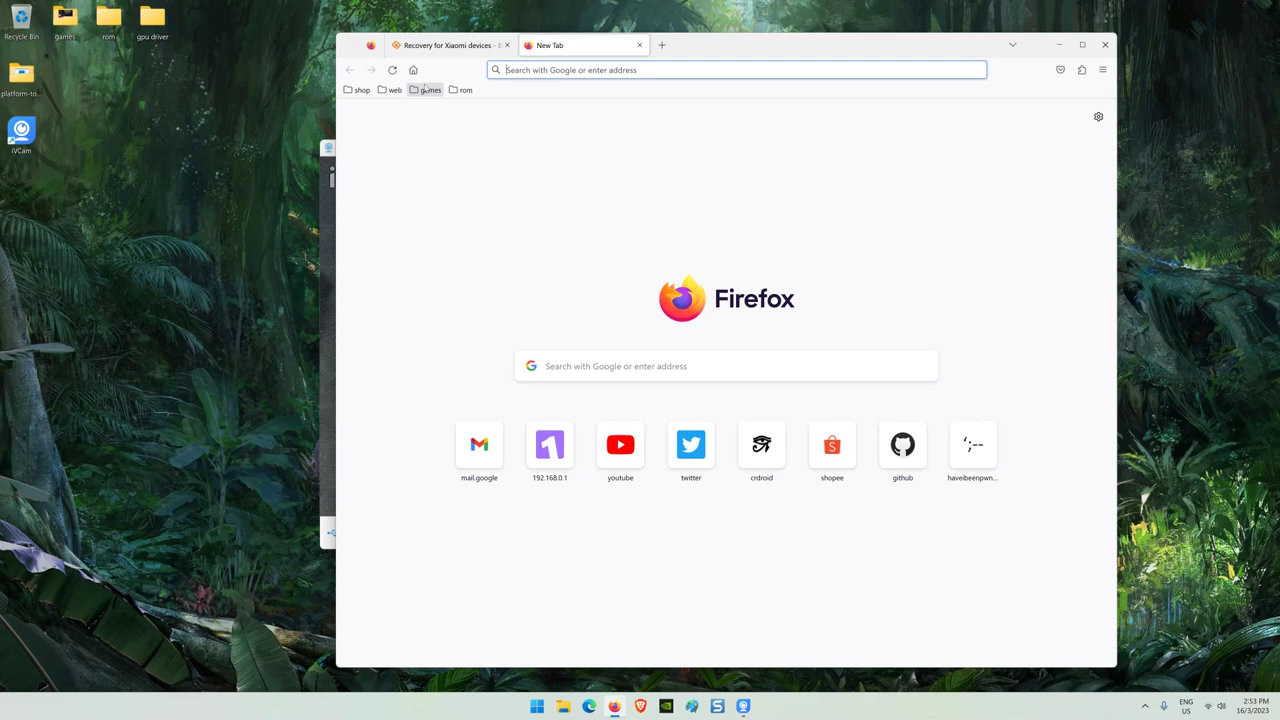 Recycle Bin
games
rom
gpu driver
platform-to...
iVCam
Recovery for Xiaomi devices -
New Tab
Search with Google or enter address
shop
web
games
rom
Firefox
Search with Google or enter address
mail.google
192.168.0.1
youtube
twitter
crdroid
shopee
github
haveibeenpwn...
ENG
US
2:53 PM
16/3/2023